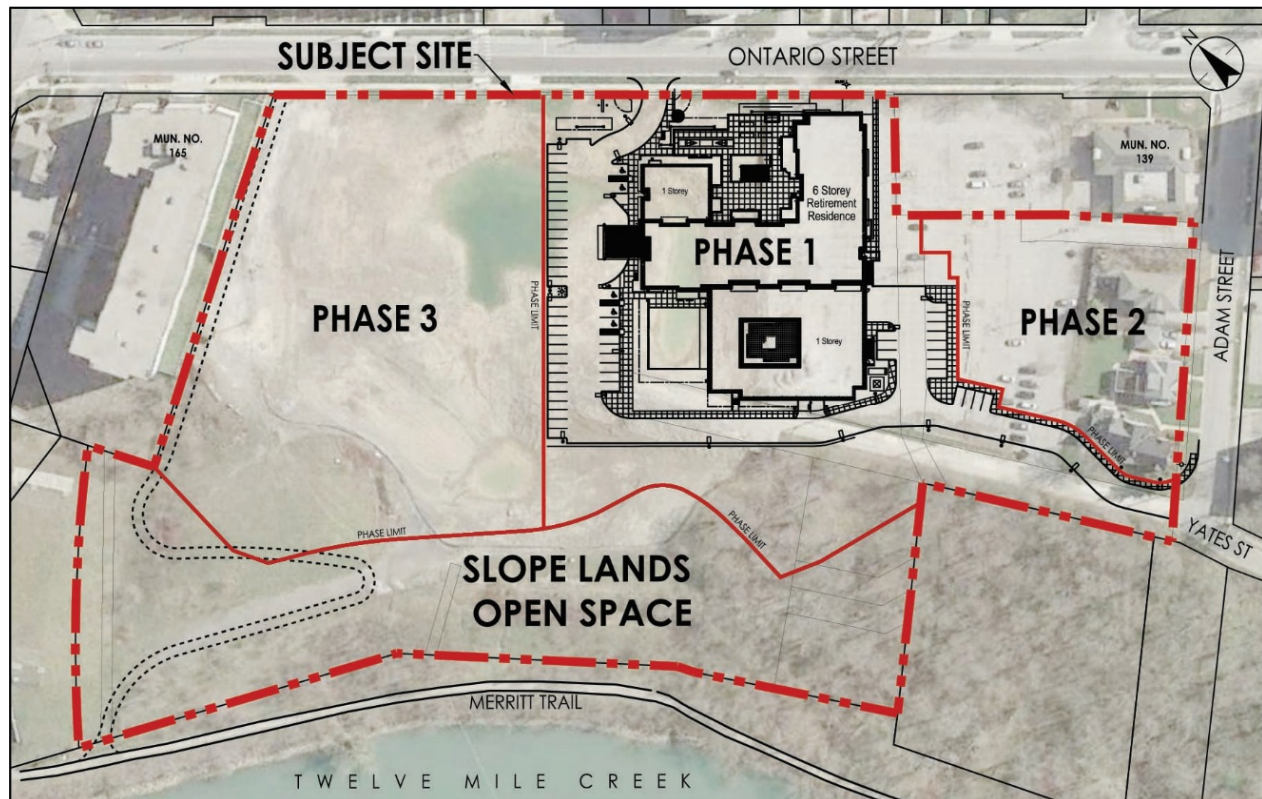 ONTARIO STREET
SUBJECT SITE
N
MUN. NO.
165
MUN. NO.
139
1 Storey
6 Storey
Retirement
Residence
PHASE 1
PHASE 3
PHASE LIMIT
PHASE LIMIT
PHASE 2
ADAM STREET
1 Storey
PHASE LIMIT
PHASE LIMIT
PHASE LIMIT
YATES ST
SLOPE LANDS
OPEN SPACE
MERRITT TRAIL
TWELVE MILE CREEK